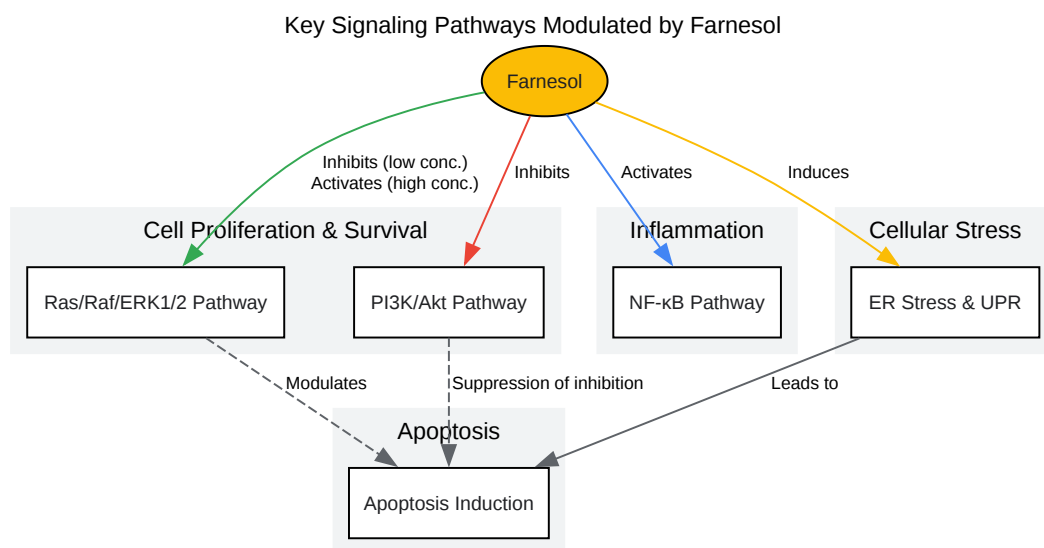 Key Signaling Pathways Modulated by Farnesol
Farnesol
Inhibits (low conc.)
Activates (high conc.)
Inhibits
Activates
Induces
Cell Proliferation & Survival
Inflammation
Cellular Stress
Ras/Raf/ERK1/2 Pathway
PI3K/Akt Pathway
NF-κB Pathway
ER Stress & UPR
Modulates
Suppression of inhibition
Leads to
Apoptosis
Apoptosis Induction